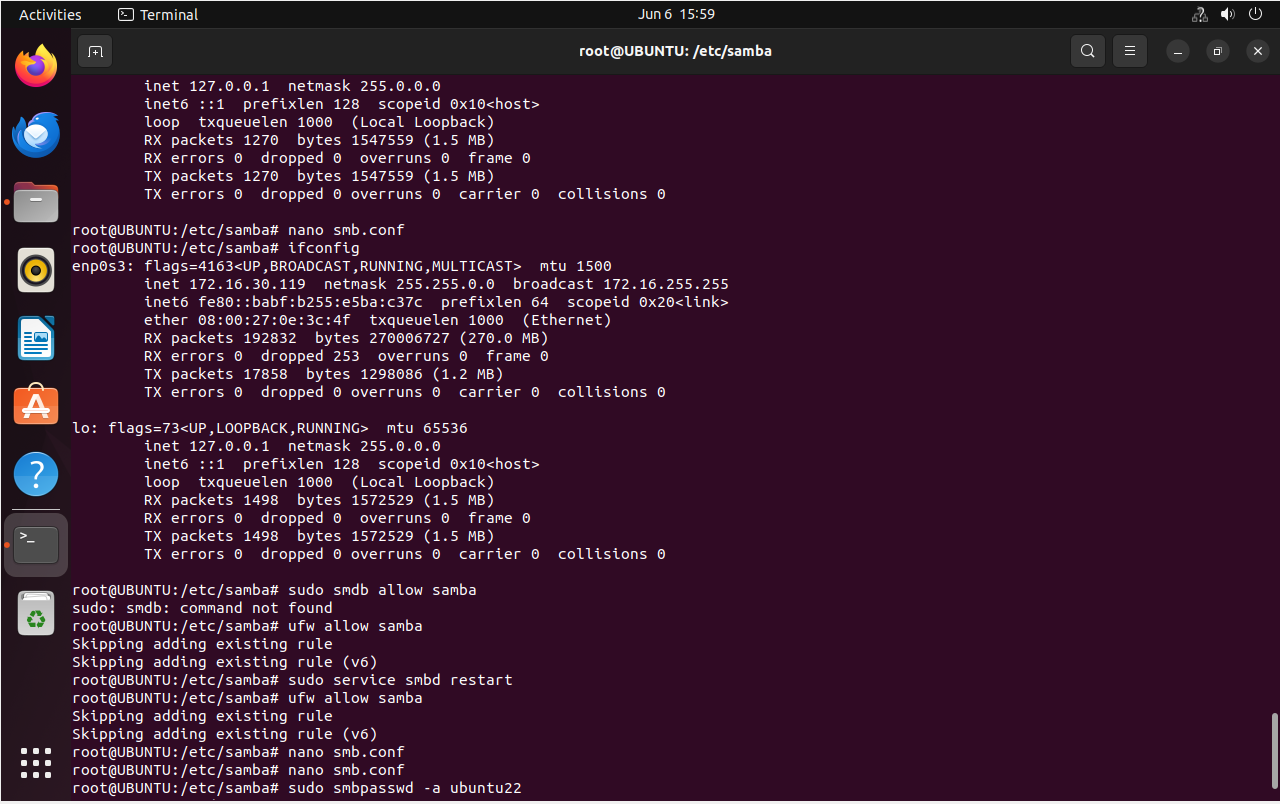 Activities
Terminal
Jun 6 15:59
root@UBUNTU: /etc/samba
        inet 127.0.0.1  netmask 255.0.0.0
        inet6 ::1  prefixlen 128  scopeid 0x10<host>
        loop  txqueuelen 1000  (Local Loopback)
        RX packets 1270  bytes 1547559 (1.5 MB)
        RX errors 0  dropped 0  overruns 0  frame 0
        TX packets 1270  bytes 1547559 (1.5 MB)
        TX errors 0  dropped 0 overruns 0  carrier 0  collisions 0
root@UBUNTU:/etc/samba# nano smb.conf
root@UBUNTU:/etc/samba# ifconfig
enp0s3: flags=4163<UP,BROADCAST,RUNNING,MULTICAST>  mtu 1500
        inet 172.16.30.119  netmask 255.255.0.0  broadcast 172.16.255.255
        inet6 fe80::babf:b255:e5ba:c37c  prefixlen 64  scopeid 0x20<link>
        ether 08:00:27:0e:3c:4f  txqueuelen 1000  (Ethernet)
        RX packets 192832  bytes 270006727 (270.0 MB)
        RX errors 0  dropped 253  overruns 0  frame 0
        TX packets 17858  bytes 1298086 (1.2 MB)
        TX errors 0  dropped 0 overruns 0  carrier 0  collisions 0
lo: flags=73<UP,LOOPBACK,RUNNING>  mtu 65536
        inet 127.0.0.1  netmask 255.0.0.0
        inet6 ::1  prefixlen 128  scopeid 0x10<host>
        loop  txqueuelen 1000  (Local Loopback)
        RX packets 1498  bytes 1572529 (1.5 MB)
        RX errors 0  dropped 0  overruns 0  frame 0
        TX packets 1498  bytes 1572529 (1.5 MB)
        TX errors 0  dropped 0 overruns 0  carrier 0  collisions 0
root@UBUNTU:/etc/samba# sudo smdb allow samba
sudo: smdb: command not found
root@UBUNTU:/etc/samba# ufw allow samba
Skipping adding existing rule
Skipping adding existing rule (v6)
root@UBUNTU:/etc/samba# sudo service smbd restart
root@UBUNTU:/etc/samba# ufw allow samba
Skipping adding existing rule
Skipping adding existing rule (v6)
root@UBUNTU:/etc/samba# nano smb.conf
root@UBUNTU:/etc/samba# nano smb.conf
root@UBUNTU:/etc/samba# sudo smbpasswd -a ubuntu22